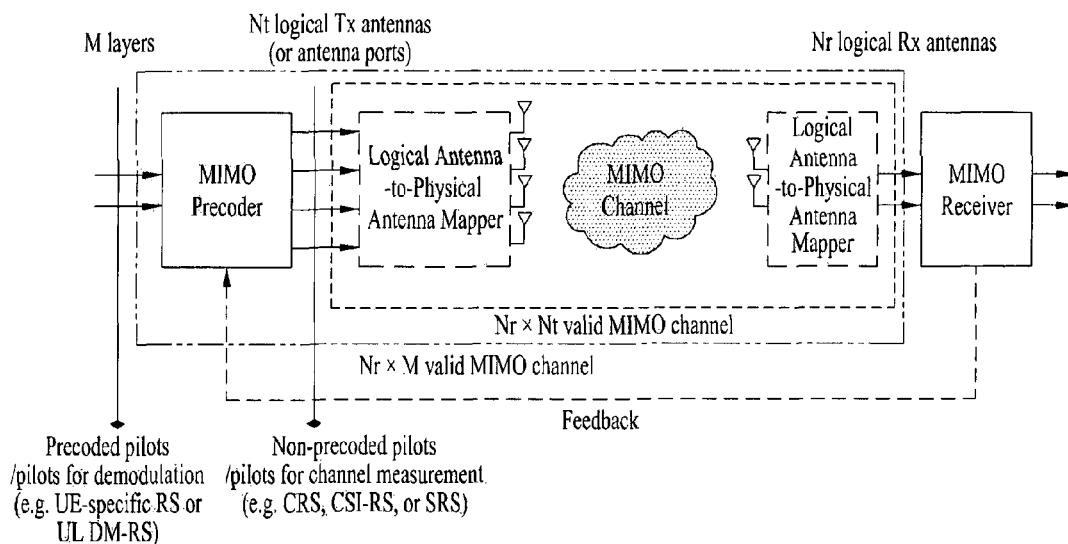 M layers
Nt logical Tx antennas
(or antenna ports)
Nr logical Rx antennas
MIMO
Precoder
Logical Antenna
-to-Physical
Antenna Mapper
MIMO
Channel
Logical
Antenna
-to-Physical
Antenna
Mapper
MIMO
Receiver
Nr × Nt valid MIMO channel
Nr × M valid MIMO channel
Feedback
Precoded pilots
/pilots for demodulation
(e.g. UE-specific RS or
UL DM-RS)
Non-precoded pilots
/pilots for channel measurement
(e.g. CRS, CSI-RS, or SRS)